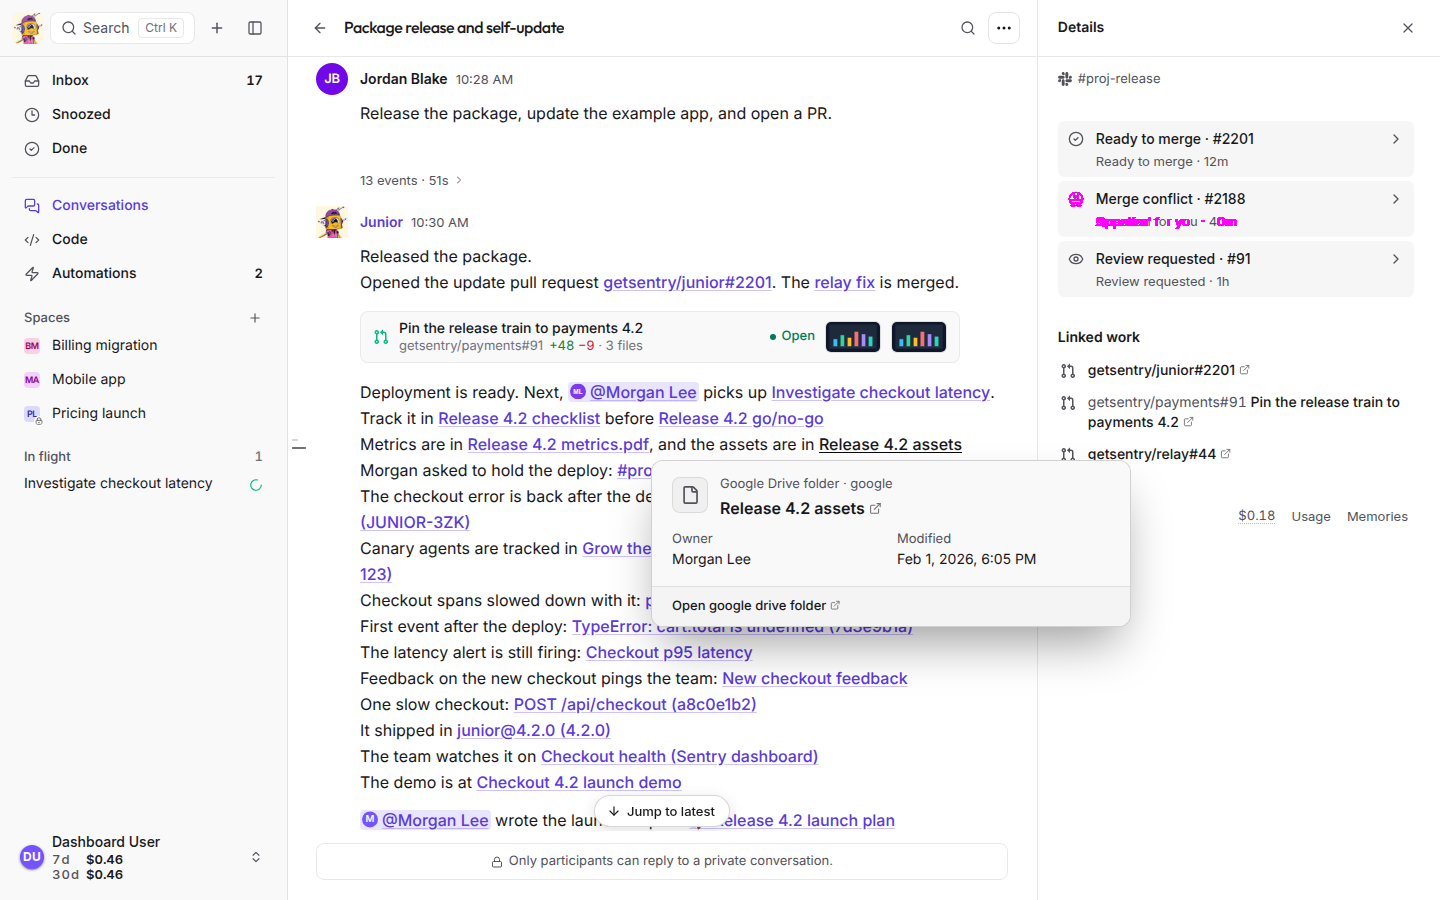 Search Ctrl K
Inbox 17
Snoozed
Done
Conversations
Code
Automations 2
Spaces
BM Billing migration
MA Mobile app
PL Pricing launch
In flight 1
Investigate checkout latency
DU Dashboard User
7d $0.46
30d $0.46
Package release and self-update
JB Jordan Blake 10:28 AM
Release the package, update the example app, and open a PR.
13 events · 51s
Junior 10:30 AM
Released the package.
Opened the update pull request getsentry/junior#2201. The relay fix is merged.
Pin the release train to payments 4.2
getsentry/payments#91 +48 −9 · 3 files
Open
Deployment is ready. Next, ML @Morgan Lee picks up Investigate checkout latency.
Track it in Release 4.2 checklist before Release 4.2 go/no-go
Metrics are in Release 4.2 metrics.pdf, and the assets are in Release 4.2 assets
Morgan asked to hold the deploy: #pro
The checkout error is back after the de
(JUNIOR-3ZK)
Canary agents are tracked in Grow the
123)
Checkout spans slowed down with it: p
First event after the deploy: TypeError: cart.total is undefined (7d3e9b1a)
The latency alert is still firing: Checkout p95 latency
Feedback on the new checkout pings the team: New checkout feedback
One slow checkout: POST /api/checkout (a8c0e1b2)
It shipped in junior@4.2.0 (4.2.0)
The team watches it on Checkout health (Sentry dashboard)
The demo is at Checkout 4.2 launch demo
M @Morgan Lee wrote the laun elease 4.2 launch plan
Jump to latest
Only participants can reply to a private conversation.
Google Drive folder · google
Release 4.2 assets
Owner Modified
Morgan Lee Feb 1, 2026, 6:05 PM
Open google drive folder
Details
#proj-release
Ready to merge · #2201
Ready to merge · 12m
Merge conflict · #2188
for you
Review requested · #91
Review requested · 1h
Linked work
getsentry/junior#2201
getsentry/payments#91 Pin the release train to
payments 4.2
getsentry/relay#44
$0.18 Usage Memories